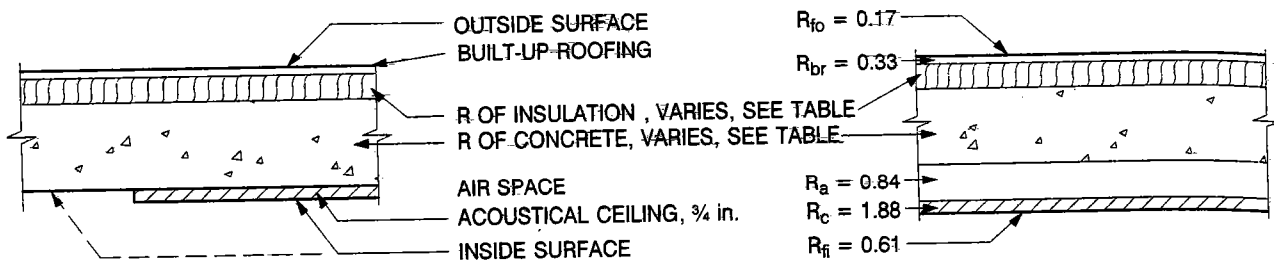 OUTSIDE SURFACE
BUILT-UP ROOFING
R OF INSULATION , VARIES, SEE TABLE
R OF CONCRETE, VARIES, SEE TABLE
AIR SPACE
ACOUSTICAL CEILING, ¾ in.
INSIDE SURFACE
Rfo = 0.17
Rbr = 0.33
Ra = 0.84
Rc = 1.88
Rfi = 0.61